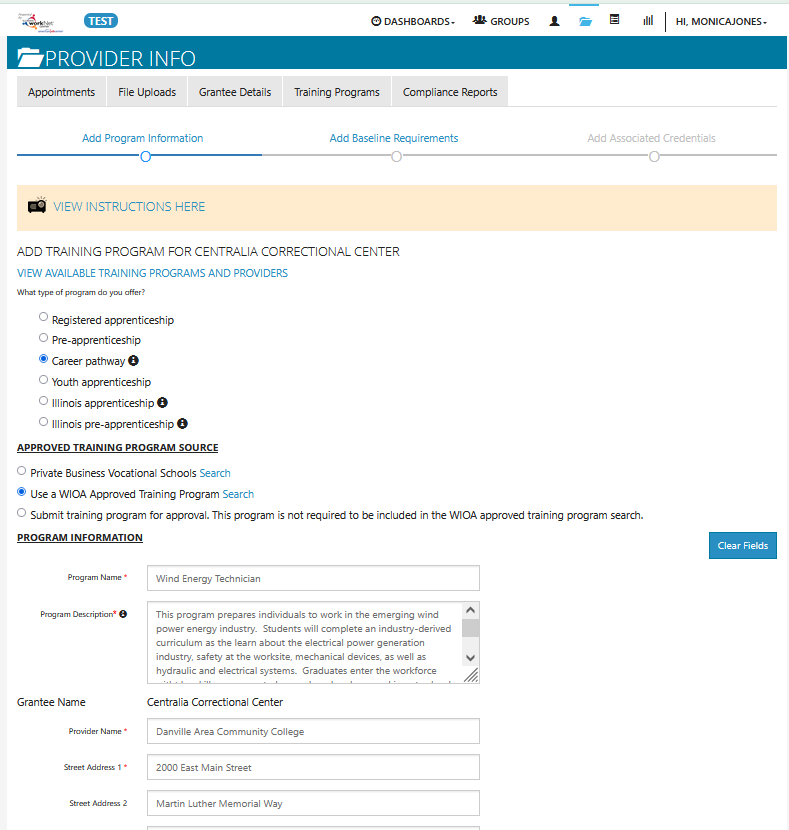 workNet
TEST
DASHBOARDS
GROUPS
HI, MONICAJONES
PROVIDER INFO
Appointments
File Uploads
Grantee Details
Training Programs
Compliance Reports
Add Program Information
Add Baseline Requirements
Add Associated Credentials
VIEW INSTRUCTIONS HERE
ADD TRAINING PROGRAM FOR CENTRALIA CORRECTIONAL CENTER
VIEW AVAILABLE TRAINING PROGRAMS AND PROVIDERS
What type of program do you offer?
Registered apprenticeship
Pre-apprenticeship
Career pathway
Youth apprenticeship
Illinois apprenticeship
Illinois pre-apprenticeship
APPROVED TRAINING PROGRAM SOURCE
Private Business Vocational Schools Search
Use a WIOA Approved Training Program Search
Submit training program for approval. This program is not required to be included in the WIOA approved training program search.
PROGRAM INFORMATION
Clear Fields
Program Name *
Wind Energy Technician
Program Description*
This program prepares individuals to work in the emerging wind
power energy industry. Students will complete an industry-derived
curriculum as the learn about the electrical power generation
industry, safety at the worksite, mechanical devices, as well as
hydraulic and electrical systems. Graduates enter the workforce
Grantee Name
Centralia Correctional Center
Provider Name *
Danville Area Community College
Street Address 1 *
2000 East Main Street
Street Address 2
Martin Luther Memorial Way